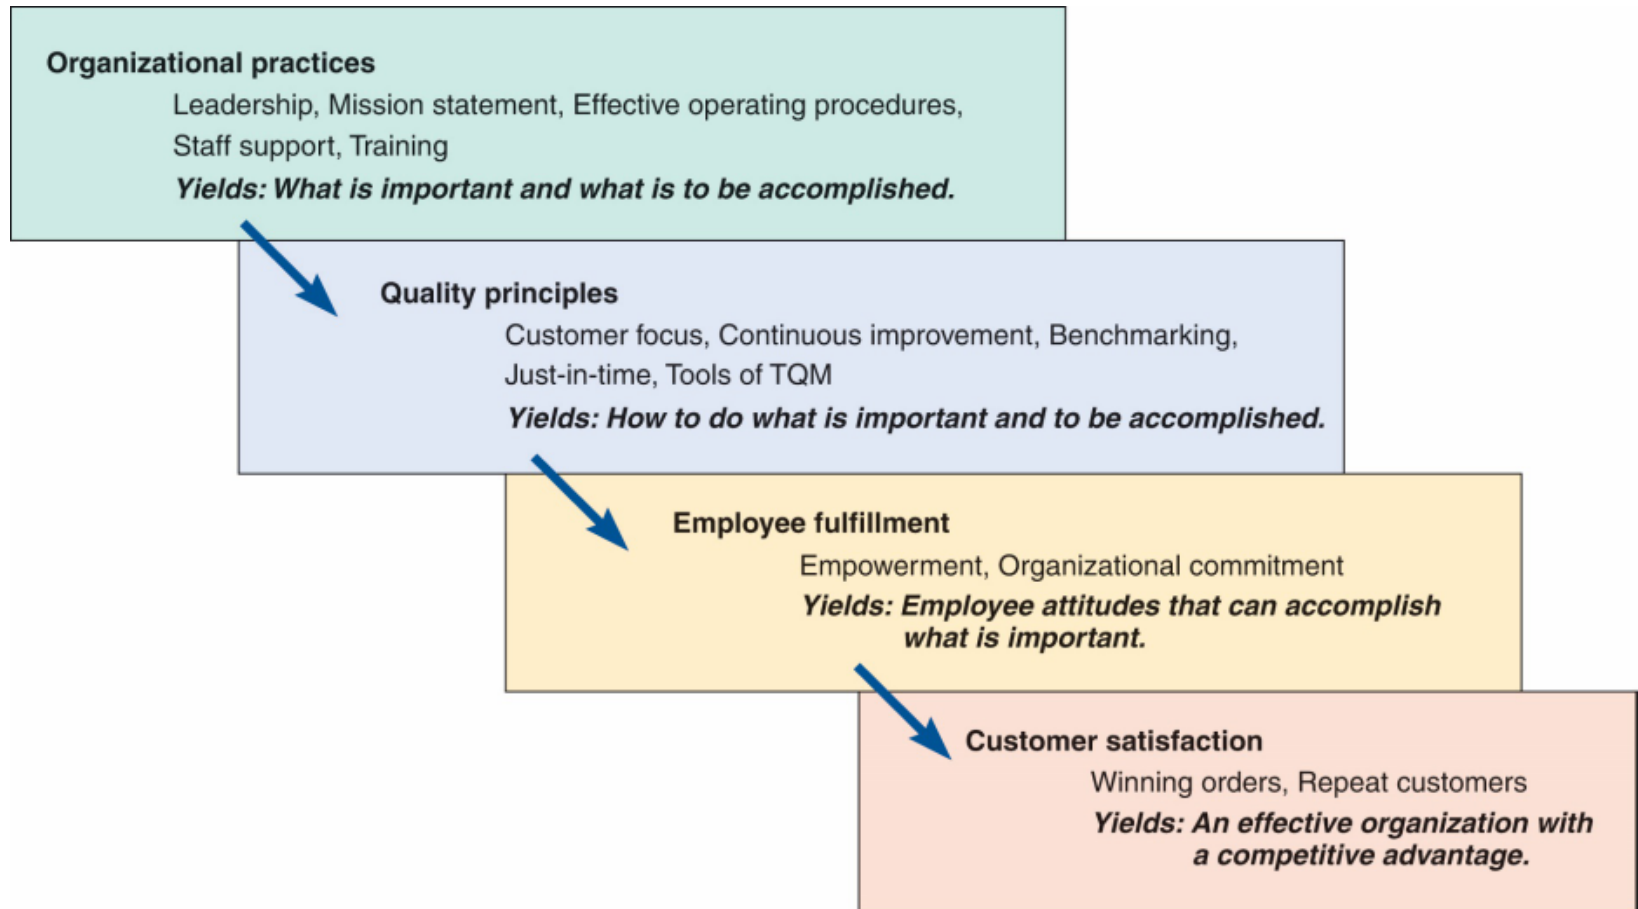 Organizational practices
Leadership, Mission statement, Effective operating procedures,
Staff support, Training
Yields: What is important and what is to be accomplished.
Quality principles
Customer focus, Continuous improvement, Benchmarking,
Just-in-time, Tools of TQM
Yields: How to do what is important and to be accomplished.
Employee fulfillment
Empowerment, Organizational commitment
Yields: Employee attitudes that can accomplish
what is important.
Customer satisfaction
Winning orders, Repeat customers
Yields: An effective organization with
a competitive advantage.